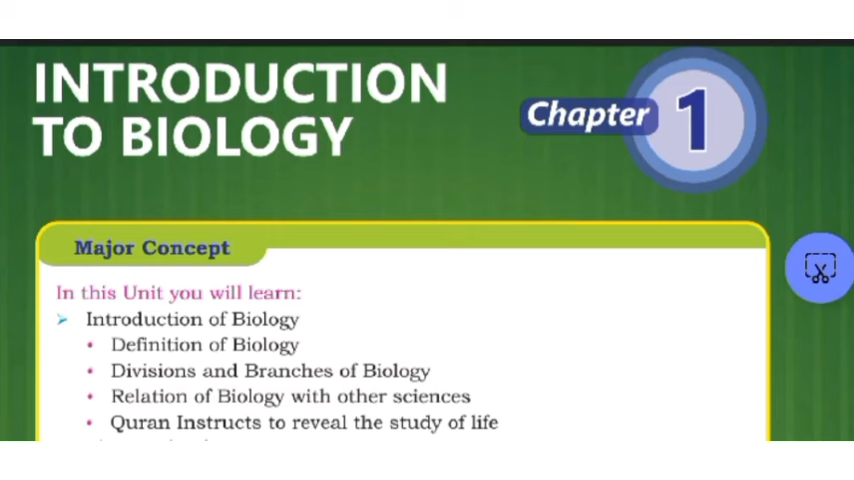 INTRODUCTION
TO BIOLOGY
Chapter 1
Major Concept
In this Unit you will learn:
➤ Introduction of Biology
• Definition of Biology
• Divisions and Branches of Biology
• Relation of Biology with other sciences
• Quran Instructs to reveal the study of life